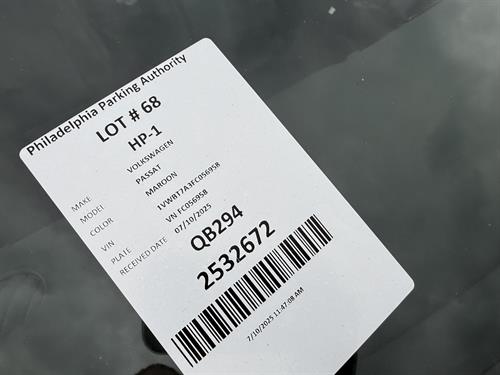 Philadelphia Parking Authority
LOT # 68
HP-1
MAKE VOLKSWAGEN
MODEL PASSAT
COLOR MAROON
VIN 1VWBT7A3FC056958
PLATE VN FC056958
RECEIVED DATE 07/10/2025
QB294
2532672
7/10/2025 11:47:08 AM